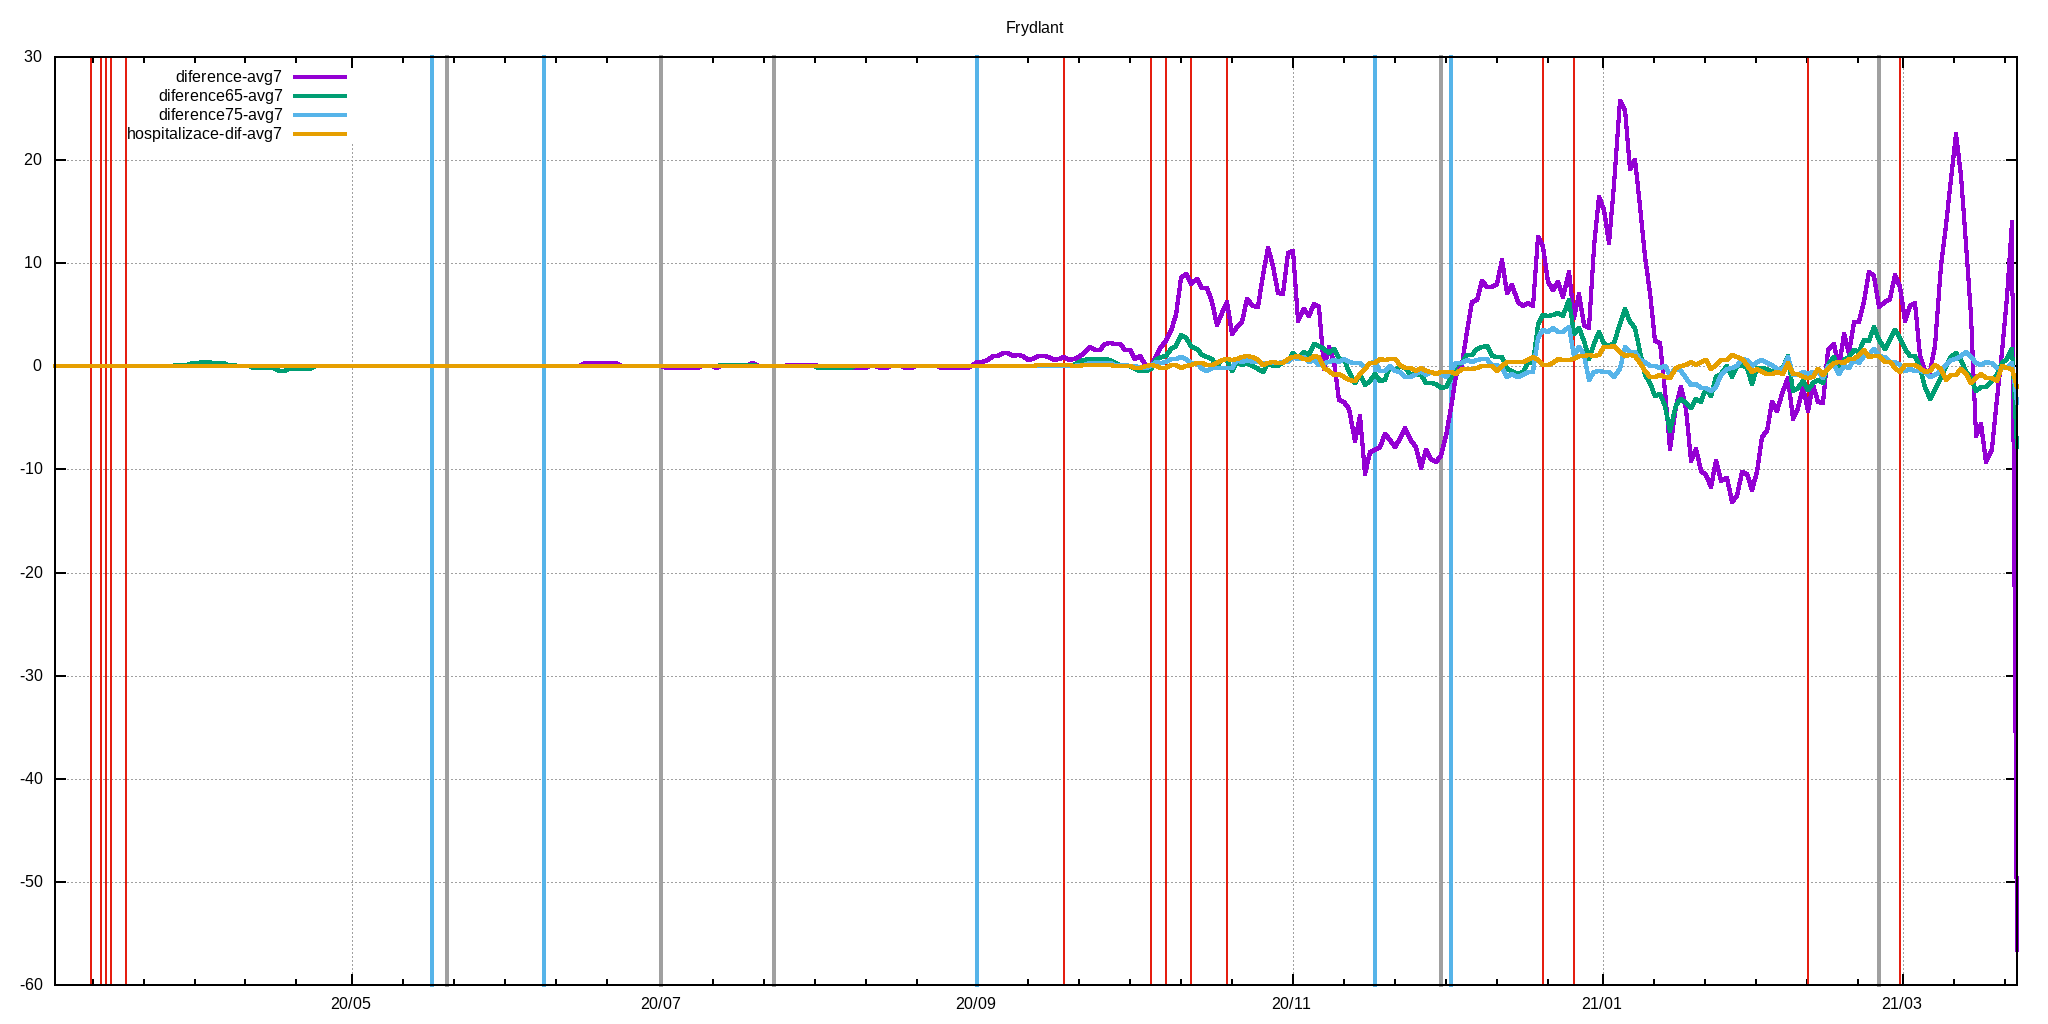 Frydlant
diference-avg7
diference65-avg7
diference75-avg7
hospitalizace-dif-avg7
30
20
10
0
-10
-20
-30
-40
-50
-60
20/05 20/07 20/09 20/11 21/01 21/03